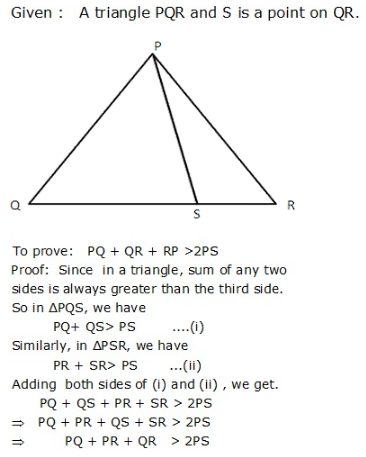 Given :   A triangle PQR and S is a point on QR.
P
Q
S
R
To prove:   PQ + QR + RP >2PS
Proof:  Since  in a triangle, sum of any two
sides is always greater than the third side.
So in ΔPQS, we have
PQ+ QS> PS        ....(i)
Similarly, in ΔPSR, we have
PR + SR> PS    ...(ii)
Adding  both sides of (i) and (ii) , we get.
PQ + QS + PR + SR > 2PS
⇒   PQ + PR + QS + SR > 2PS
⇒        PQ + PR + QR   > 2PS